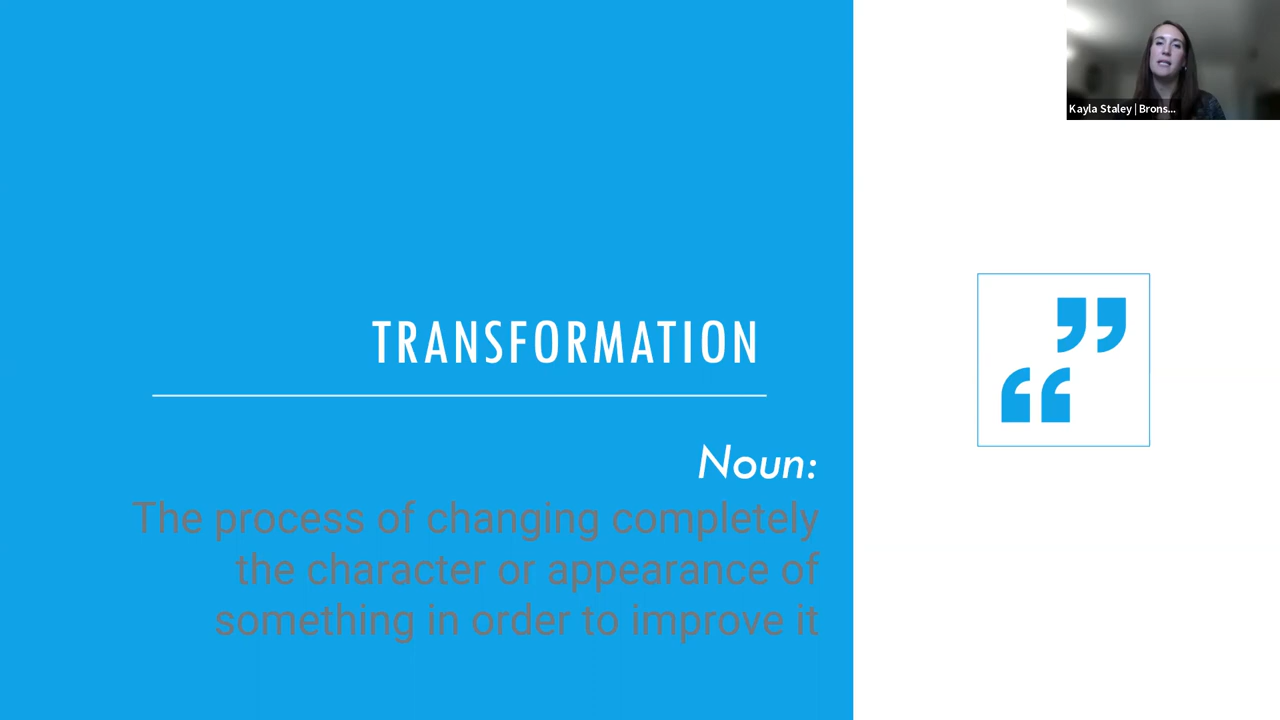 Kayla Staley | Brons...
TRANSFORMATION
Noun:
The process of changing completely
the character or appearance of
something in order to improve it